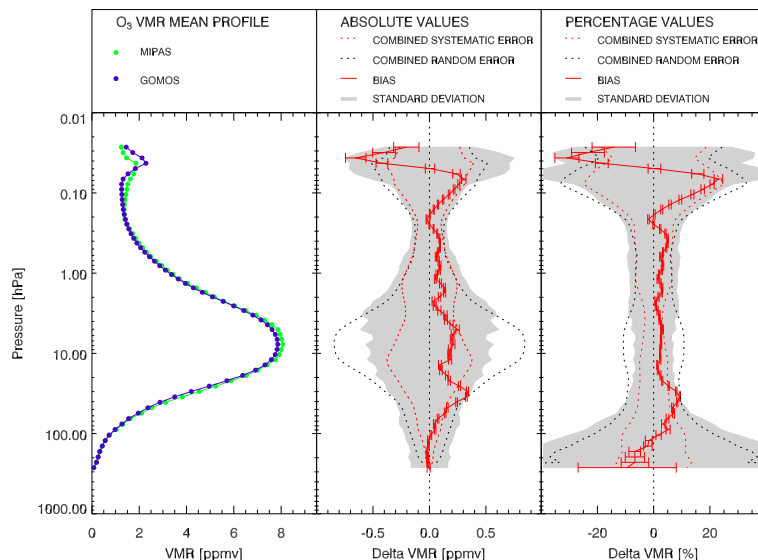 O3 VMR MEAN PROFILE
MIPAS
GOMOS
ABSOLUTE VALUES
COMBINED SYSTEMATIC ERROR
COMBINED RANDOM ERROR
BIAS
STANDARD DEVIATION
PERCENTAGE VALUES
COMBINED SYSTEMATIC ERROR
COMBINED RANDOM ERROR
BIAS
STANDARD DEVIATION
Pressure [hPa]
0.01
0.10
1.00
10.00
100.00
1000.00
0 2 4 6 8
VMR [ppmv]
-0.5 0.0 0.5
Delta VMR [ppmv]
-20 0 20
Delta VMR [%]